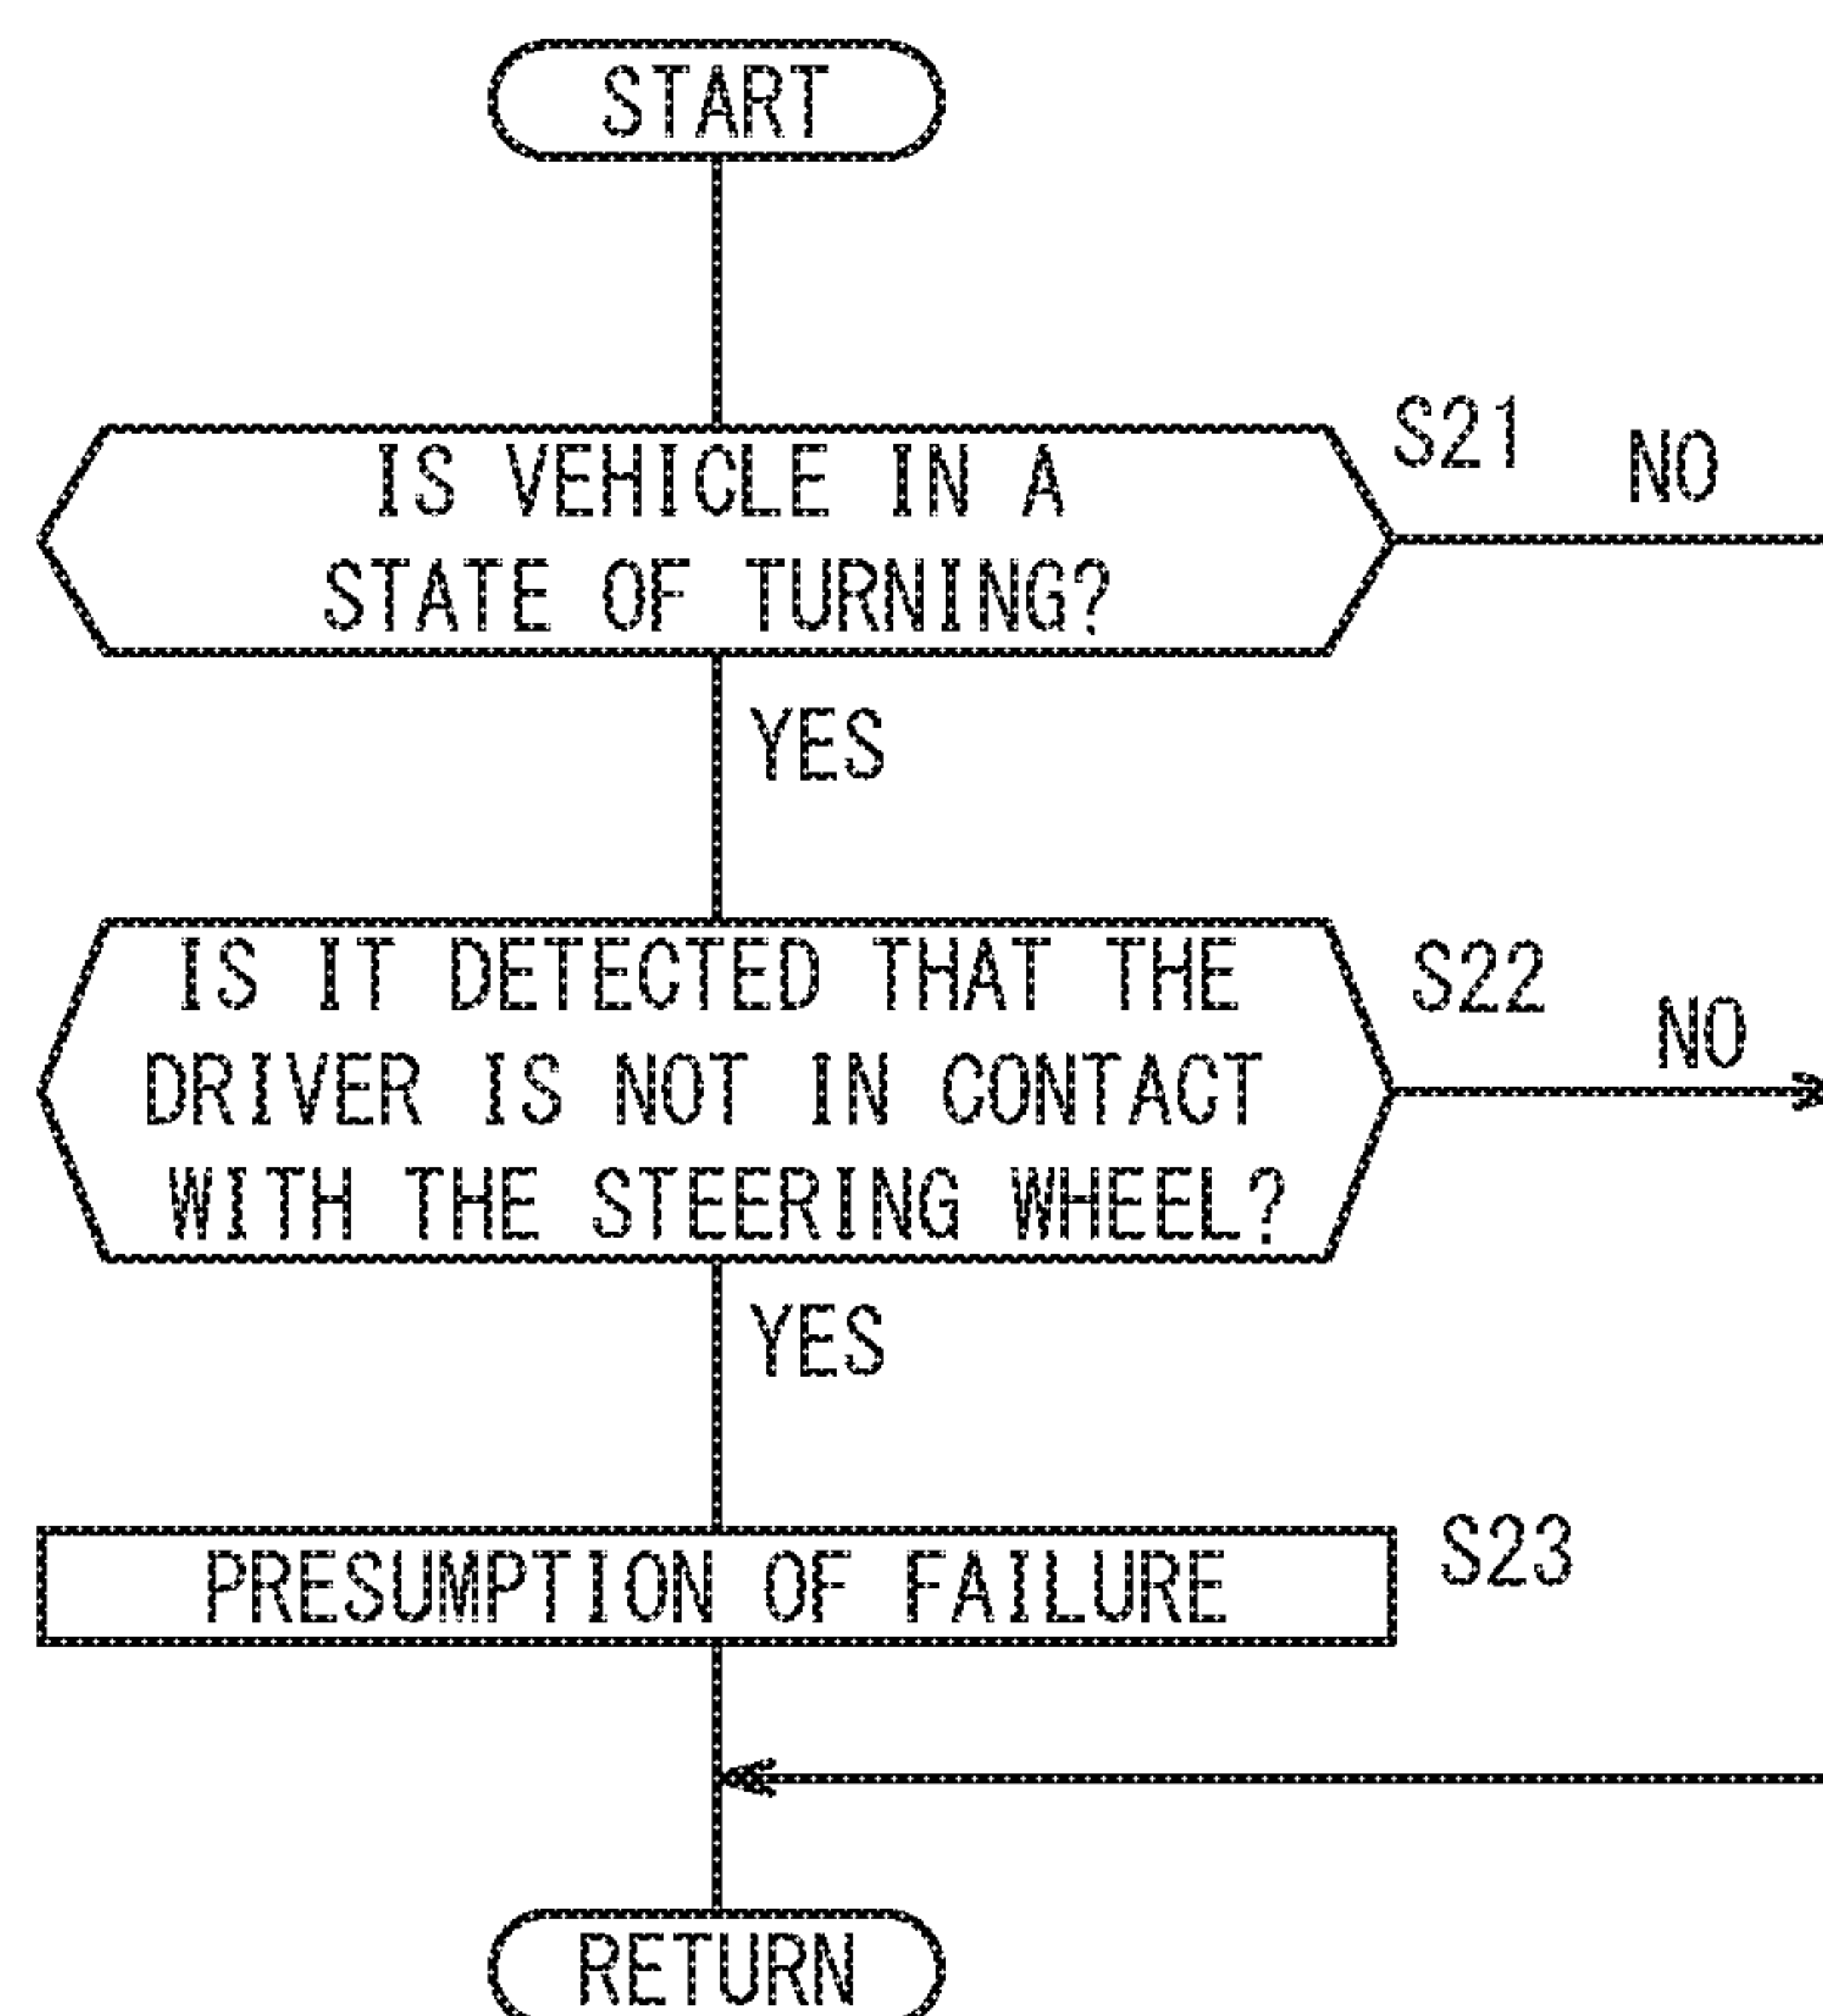 START
IS VEHICLE IN A
STATE OF TURNING?
S21
NO
YES
IS IT DETECTED THAT THE
DRIVER IS NOT IN CONTACT
WITH THE STEERING WHEEL?
S22
NO
YES
PRESUMPTION OF FAILURE
S23
RETURN